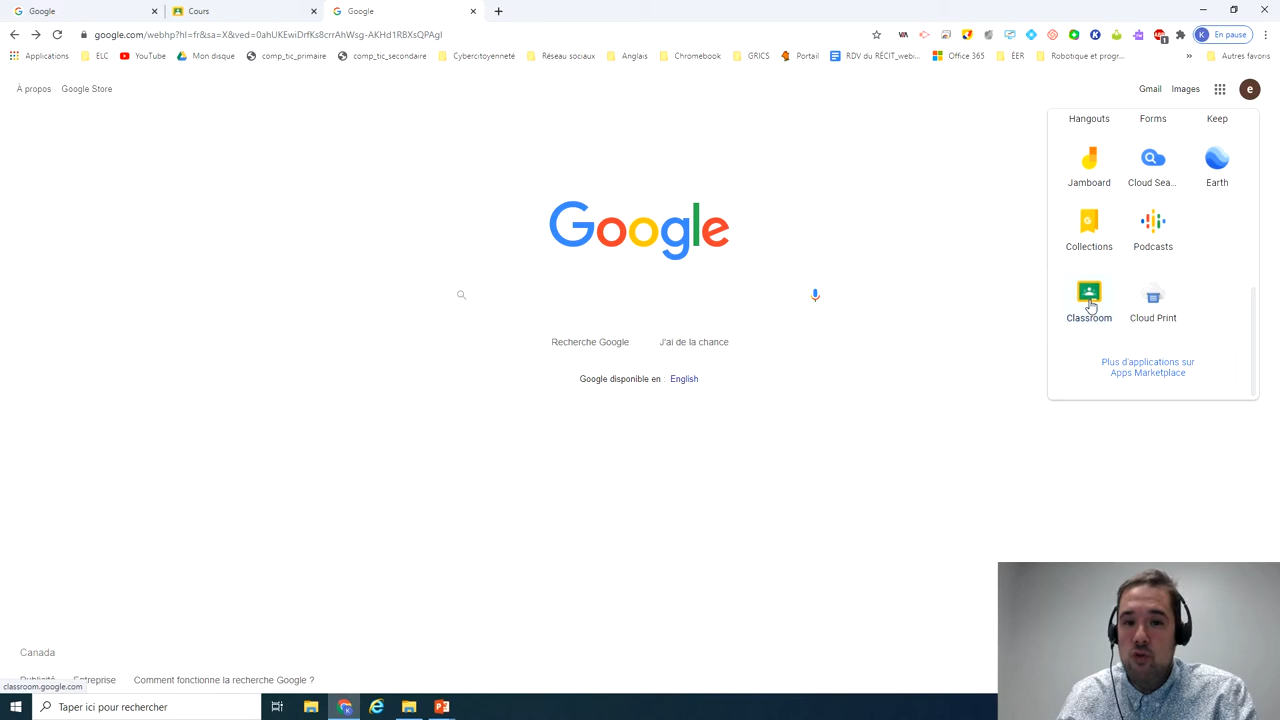 Google
Cours
Google
google.com/webhp?hl=fr&sa=X&ved=0ahUKEwiDrfKs8crrAhWsg-AKHd1RBXsQPAgI
K En pause
Applications
ELC
YouTube
Mon disque
comp_tic_primaire
comp_tic_secondaire
Cybercitoyenneté
Réseau sociaux
Anglais
Chromebook
GRICS
Portail
RDV du RÉCIT_web...
Office 365
ÉER
Robotique et progr...
»
Autres favoris
À propos
Google Store
Gmail
Images
e
Hangouts
Forms
Keep
Jamboard
Cloud Sea...
Earth
Collections
Podcasts
Classroom
Cloud Print
Plus d'applications sur
Apps Marketplace
Google
Recherche Google
J'ai de la chance
Google disponible en : English
Canada
Entreprise
Comment fonctionne la recherche Google ?
classroom.google.com
Taper ici pour rechercher